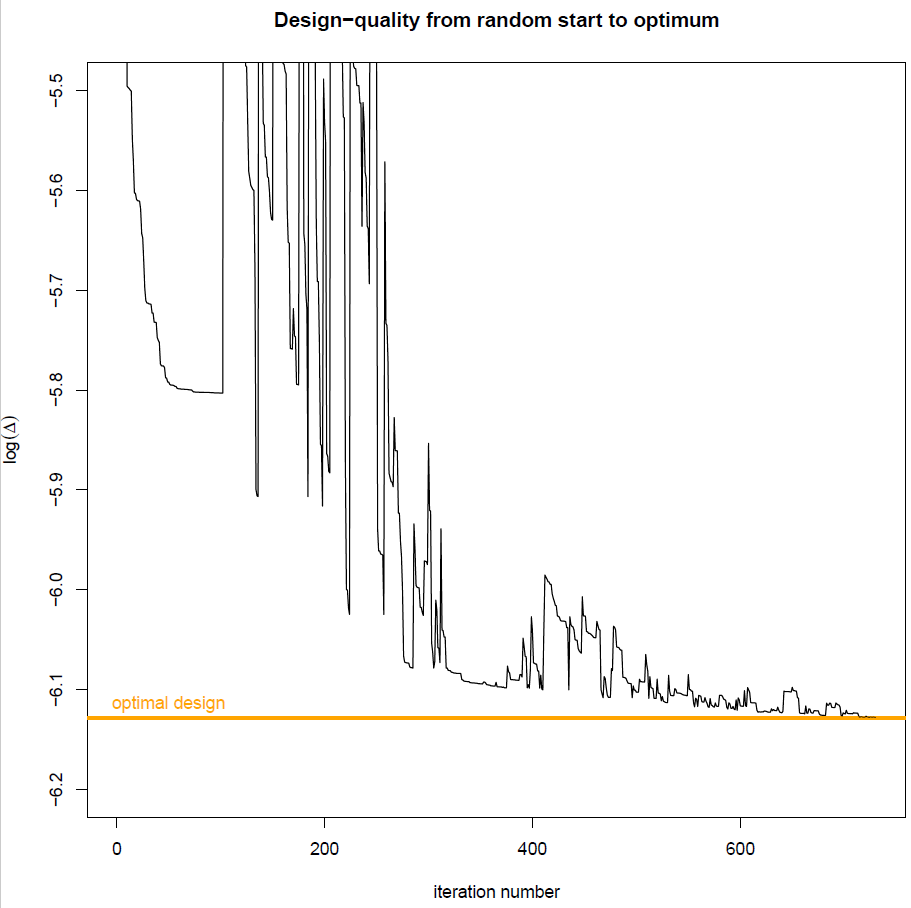 Design−quality from random start to optimum
−5.5
−5.6
−5.7
−5.8
−5.9
−6.0
−6.1
−6.2
log(Δ)
optimal design
0 200 400 600
iteration number